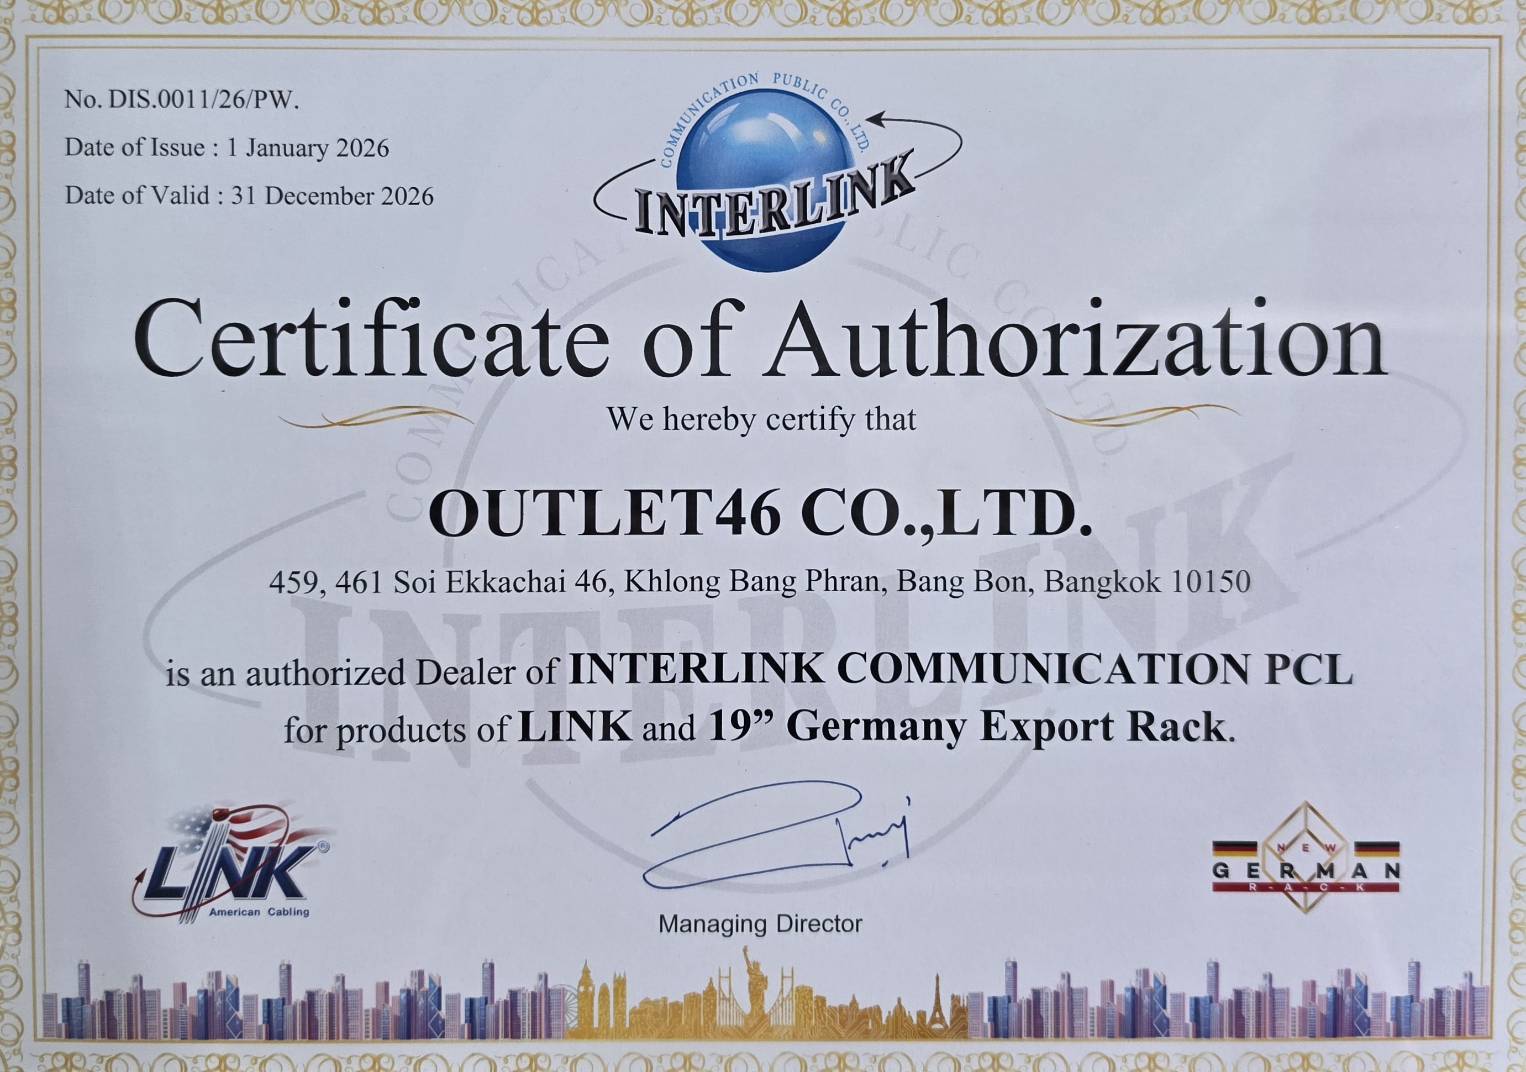 No. DIS.0011/26/PW.
Date of Issue : 1 January 2026
Date of Valid : 31 December 2026
COMMUNICATION PUBLIC CO., LTD.
INTERLINK
Certificate of Authorization
We hereby certify that
OUTLET46 CO.,LTD.
459, 461 Soi Ekkachai 46, Khlong Bang Phran, Bang Bon, Bangkok 10150
is an authorized Dealer of INTERLINK COMMUNICATION PCL
for products of LINK and 19” Germany Export Rack.
LINK®
American Cabling
Managing Director
NEW
GERMAN
R-A-C-K